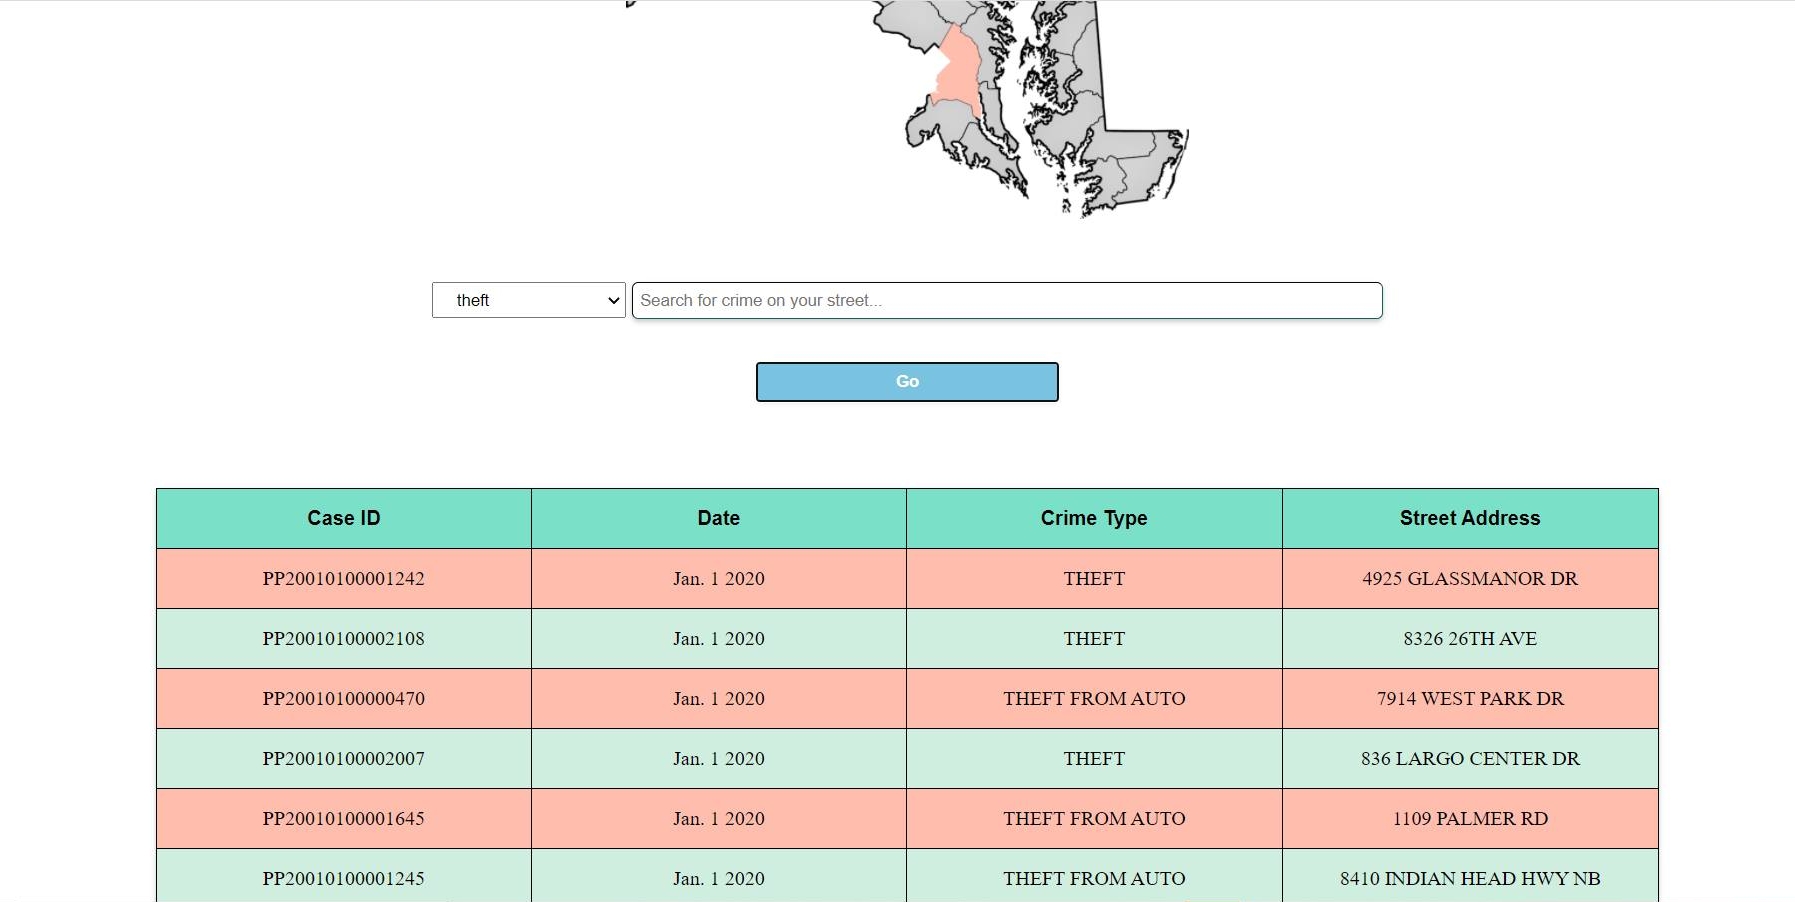 theft
Search for crime on your street...
Go
Case ID Date Crime Type Street Address
PP20010100001242 Jan. 1 2020 THEFT 4925 GLASSMANOR DR
PP20010100002108 Jan. 1 2020 THEFT 8326 26TH AVE
PP20010100000470 Jan. 1 2020 THEFT FROM AUTO 7914 WEST PARK DR
PP20010100002007 Jan. 1 2020 THEFT 836 LARGO CENTER DR
PP20010100001645 Jan. 1 2020 THEFT FROM AUTO 1109 PALMER RD
PP20010100001245 Jan. 1 2020 THEFT FROM AUTO 8410 INDIAN HEAD HWY NB